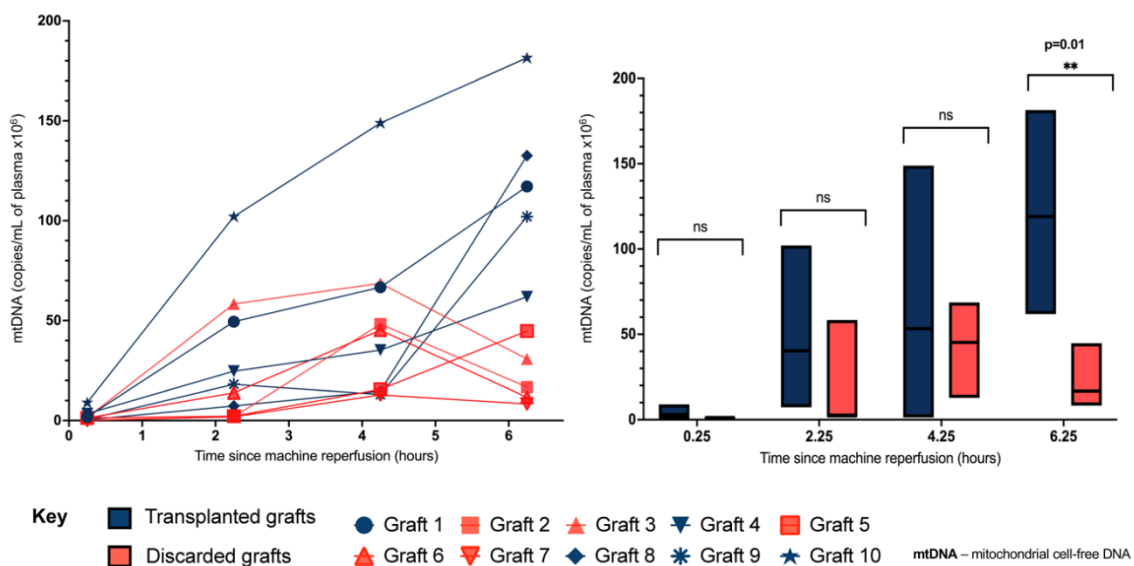 200
150
100
50
0
mtDNA (copies/mL of plasma x10⁶)
0 1 2 3 4 5 6
Time since machine reperfusion (hours)
p=0.01
**
ns
ns
ns
200
150
100
50
0
mtDNA (copies/mL of plasma x10⁶)
0.25 2.25 4.25 6.25
Time since machine reperfusion (hours)
Key
Transplanted grafts
Discarded grafts
Graft 1 Graft 2 Graft 3 Graft 4 Graft 5
Graft 6 Graft 7 Graft 8 Graft 9 Graft 10
mtDNA – mitochondrial cell-free DNA